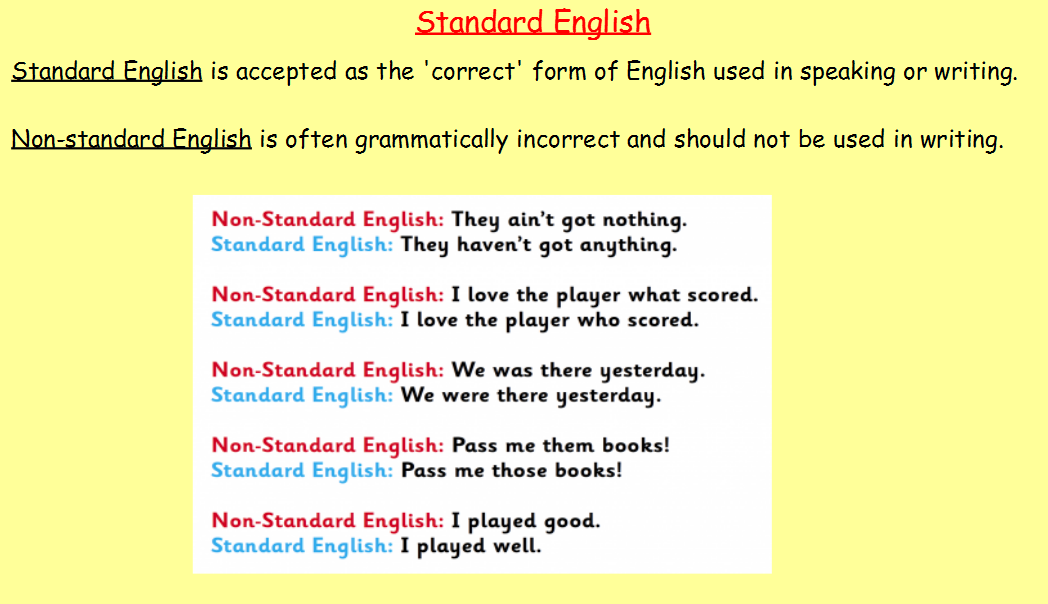 Standard English
Standard English is accepted as the 'correct' form of English used in speaking or writing.
Non-standard English is often grammatically incorrect and should not be used in writing.
Non-Standard English: They ain't got nothing.
Standard English: They haven't got anything.
Non-Standard English: I love the player what scored.
Standard English: I love the player who scored.
Non-Standard English: We was there yesterday.
Standard English: We were there yesterday.
Non-Standard English: Pass me them books!
Standard English: Pass me those books!
Non-Standard English: I played good.
Standard English: I played well.